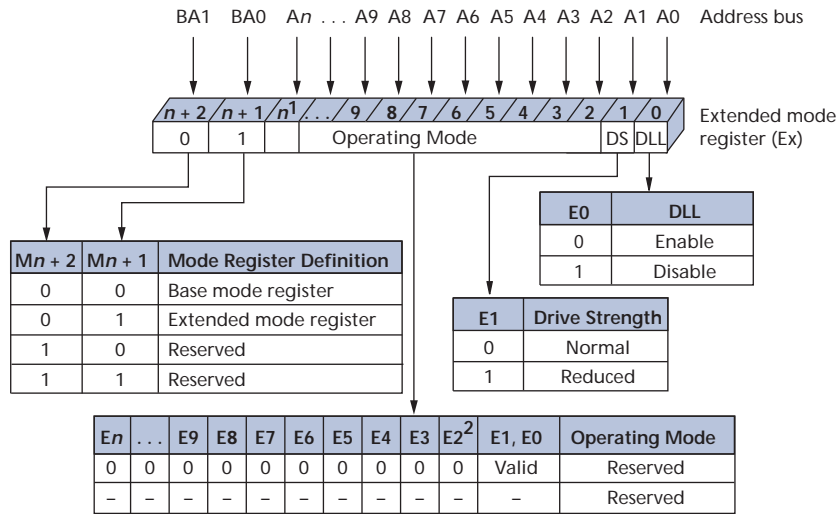 BA1 BA0 An . . . A9 A8 A7 A6 A5 A4 A3 A2 A1 A0 Address bus
n + 2 n + 1 n1 . . . 9 8 7 6 5 4 3 2 1 0
Extended mode
register (Ex)
0 1 Operating Mode DS DLL
E0 DLL
0 Enable
1 Disable
Mn + 2 Mn + 1 Mode Register Definition
0 0 Base mode register
0 1 Extended mode register
1 0 Reserved
1 1 Reserved
E1 Drive Strength
0 Normal
1 Reduced
En . . . E9 E8 E7 E6 E5 E4 E3 E22 E1, E0 Operating Mode
0 0 0 0 0 0 0 0 0 0 Valid Reserved
– – – – – – – – – – – Reserved